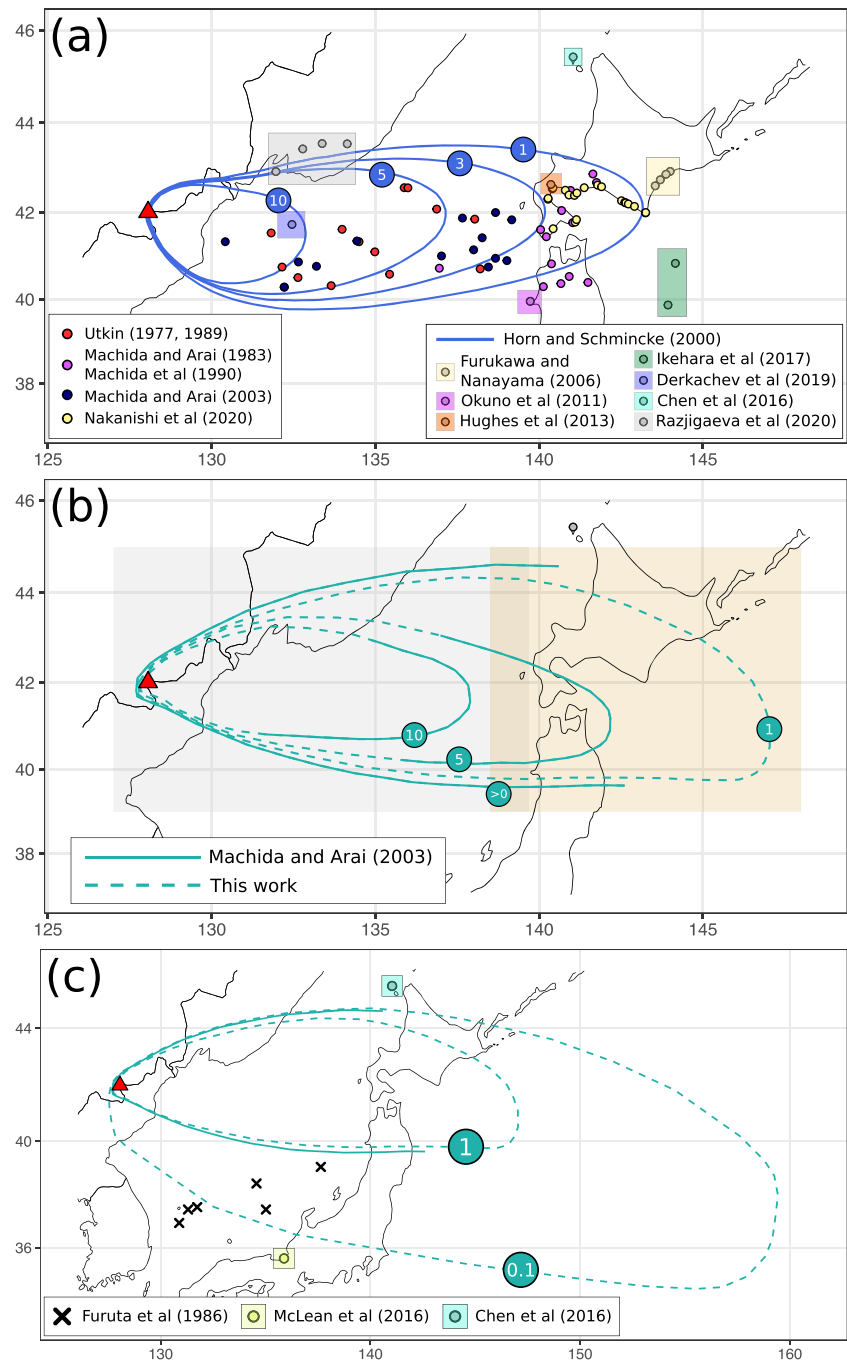 (a)
46
44
42
40
38
1
3
5
10
Utkin (1977, 1989)
Machida and Arai (1983)
Machida et al (1990)
Machida and Arai (2003)
Nakanishi et al (2020)
Horn and Schmincke (2000)
Furukawa and
Nanayama (2006)
Okuno et al (2011)
Hughes et al (2013)
Ikehara et al (2017)
Derkachev et al (2019)
Chen et al (2016)
Razjigaeva et al (2020)
125 130 135 140 145
(b)
46
44
42
40
38
10
5
>0
1
Machida and Arai (2003)
This work
125 130 135 140 145
(c)
44
40
36
1
0.1
Furuta et al (1986) McLean et al (2016) Chen et al (2016)
130 140 150 160